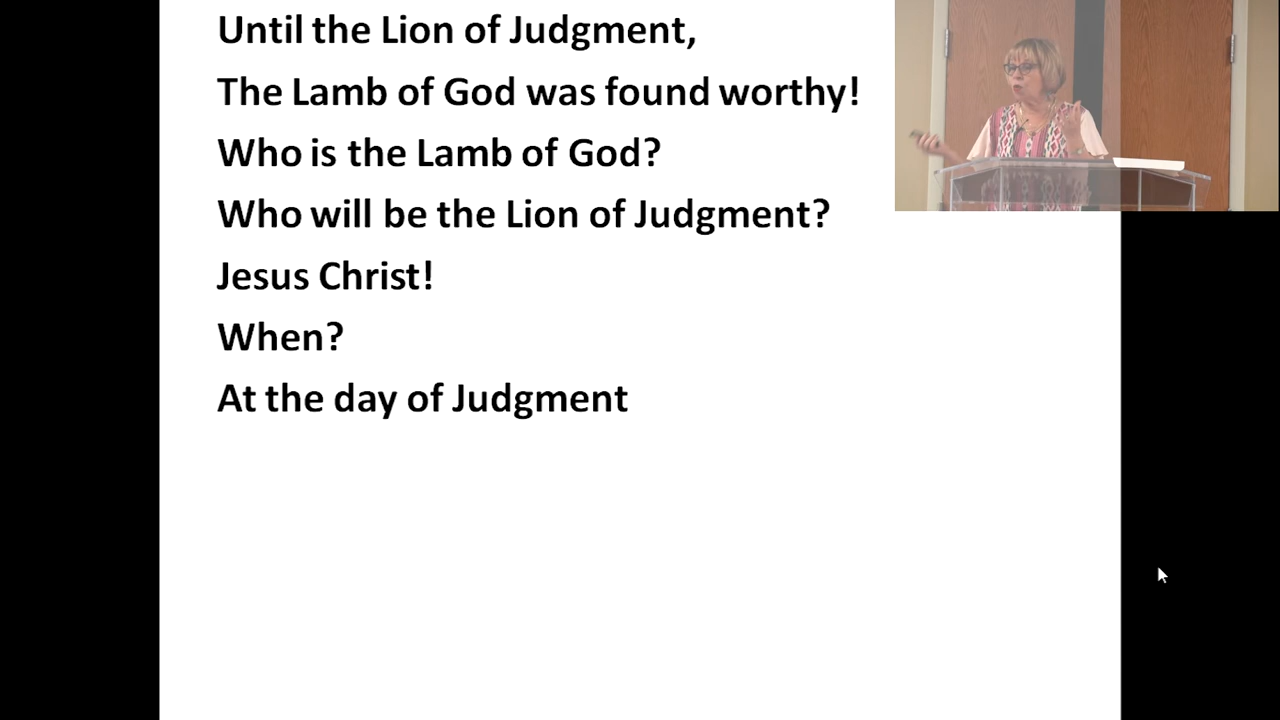 Until the Lion of Judgment,
The Lamb of God was found worthy!
Who is the Lamb of God?
Who will be the Lion of Judgment?
Jesus Christ!
When?
At the day of Judgment